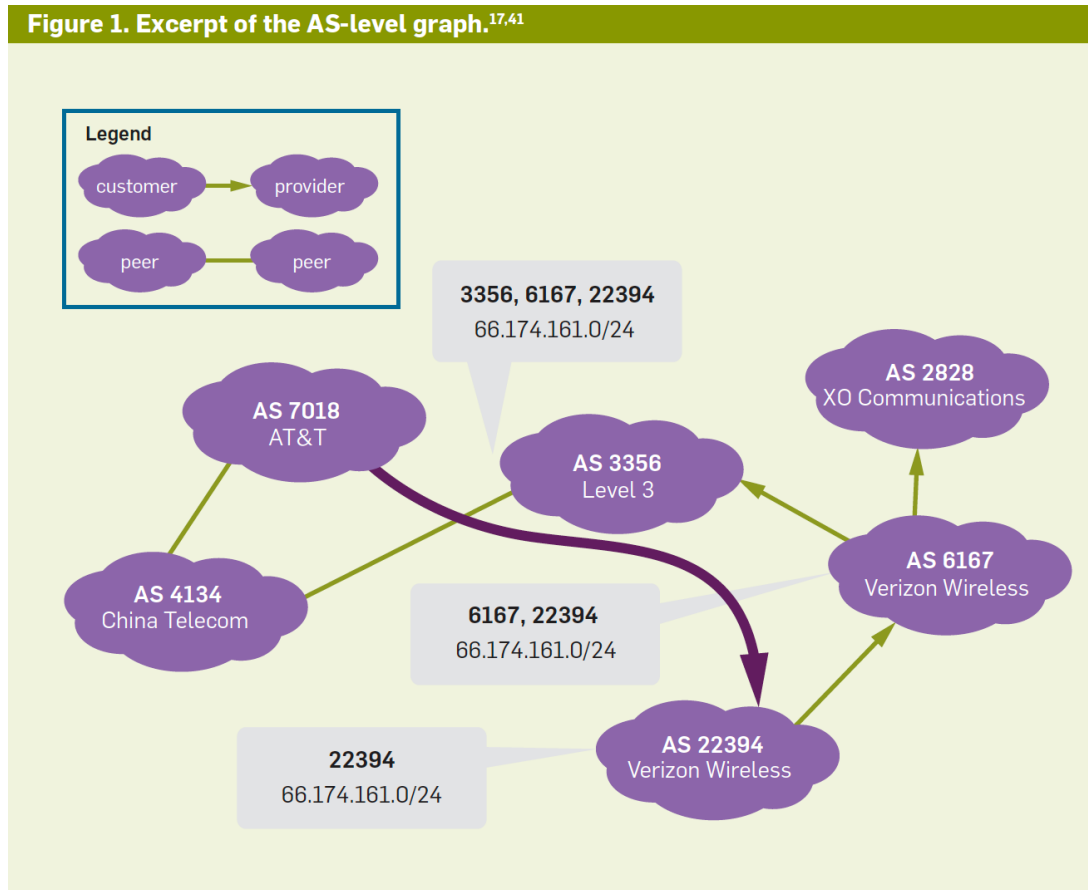 Figure 1. Excerpt of the AS-level graph.17,41
Legend
customer
provider
peer
peer
3356, 6167, 22394
66.174.161.0/24
AS 2828
XO Communications
AS 7018
AT&T
AS 3356
Level 3
AS 6167
Verizon Wireless
AS 4134
China Telecom
6167, 22394
66.174.161.0/24
AS 22394
Verizon Wireless
22394
66.174.161.0/24